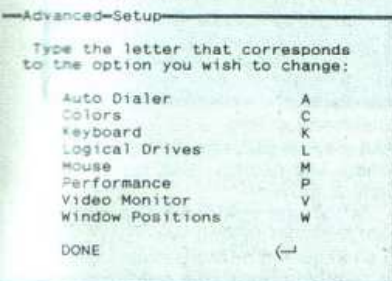 Advanced Setup
Type the letter that corresponds
to the option you wish to change:
Auto Dialer A
Colors C
Keyboard K
Logical Drives L
Mouse M
Performance P
Video Monitor V
Window Positions W
DONE ↵